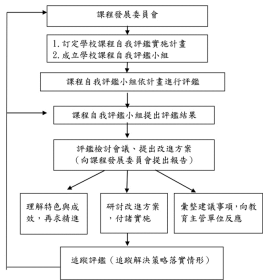 課程發展委員會
1.訂定學校課程自我評鑑實施計畫
2.成立學校課程自我評鑑小組
課程自我評鑑小組依計畫進行評鑑
課程自我評鑑小組提出評鑑結果
評鑑檢討會議、提出改進方案
(向課程發展委員會提出報告)
理解特色與成
效，再求精進
研討改進方案，
付諸實施
彙整建議事項，向教
育主管單位反應
追蹤評鑑（追蹤解決策略落實情形）